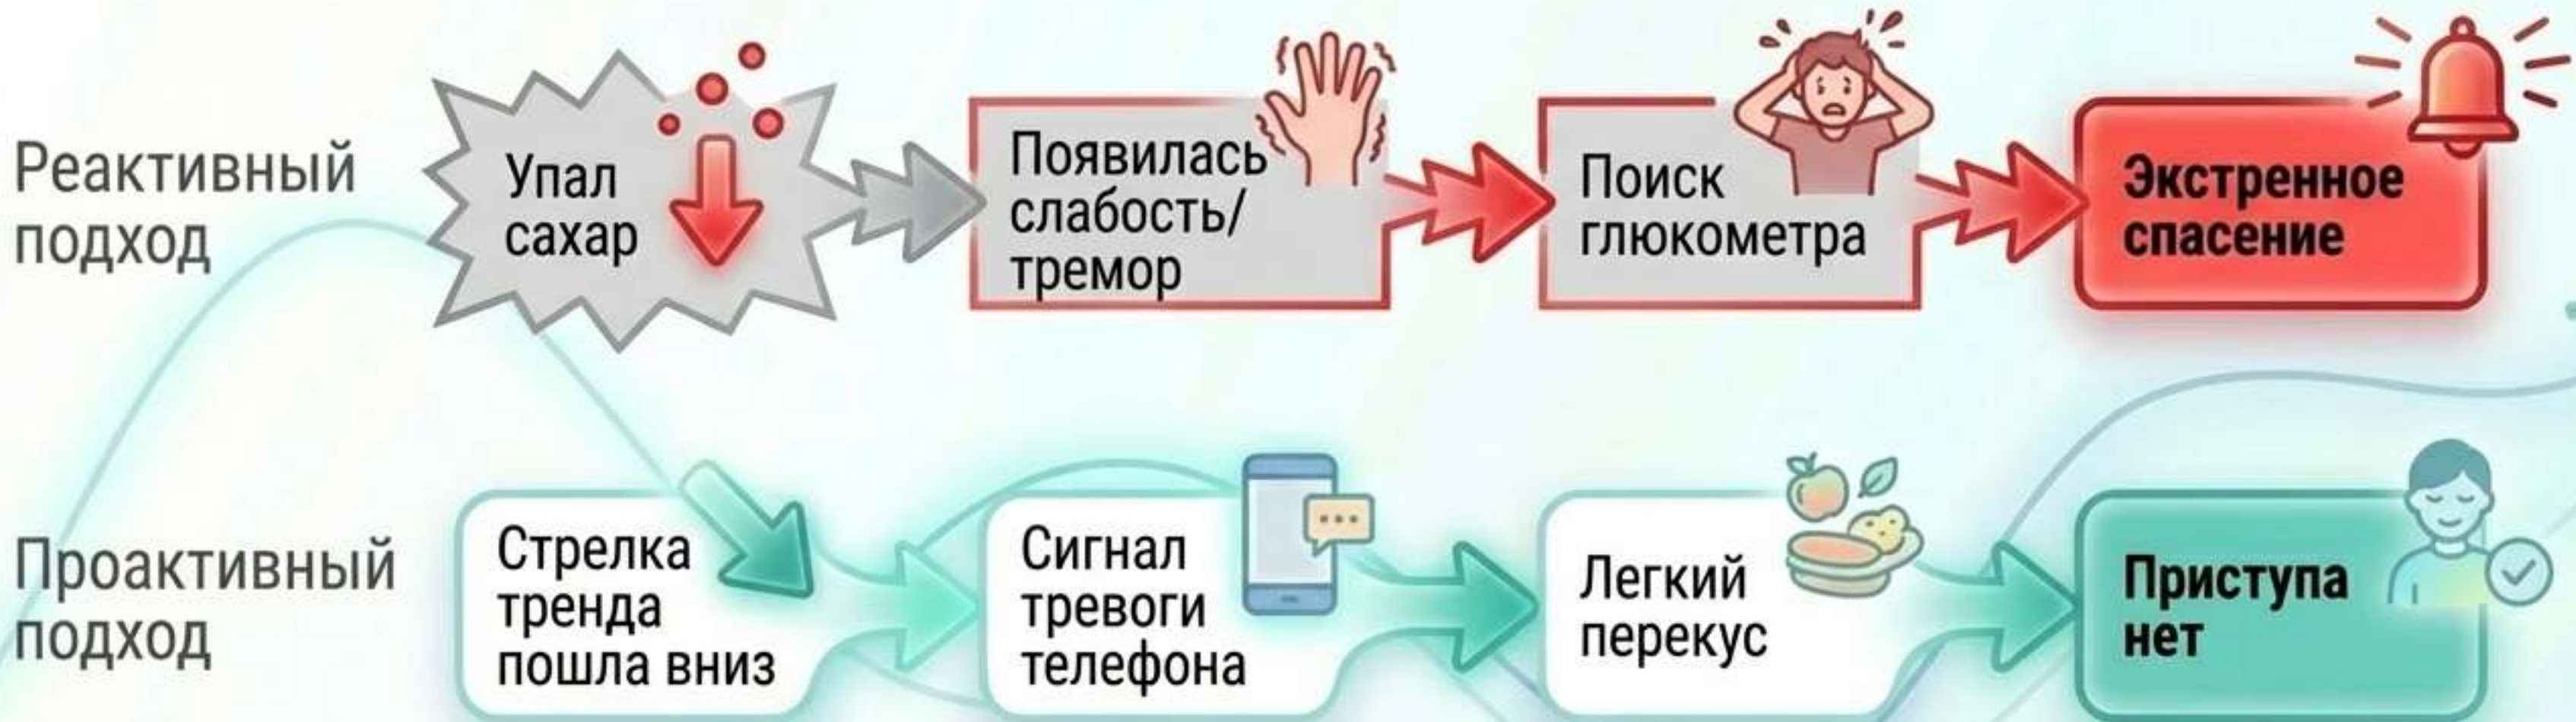 Реактивный
подход
Упал
сахар
Появилась
слабость/
тремор
Поиск
глюкометра
Экстренное
спасение
Проактивный
подход
Стрелка
тренда
пошла вниз
Сигнал
тревоги
телефона
Легкий
перекус
Приступа
нет